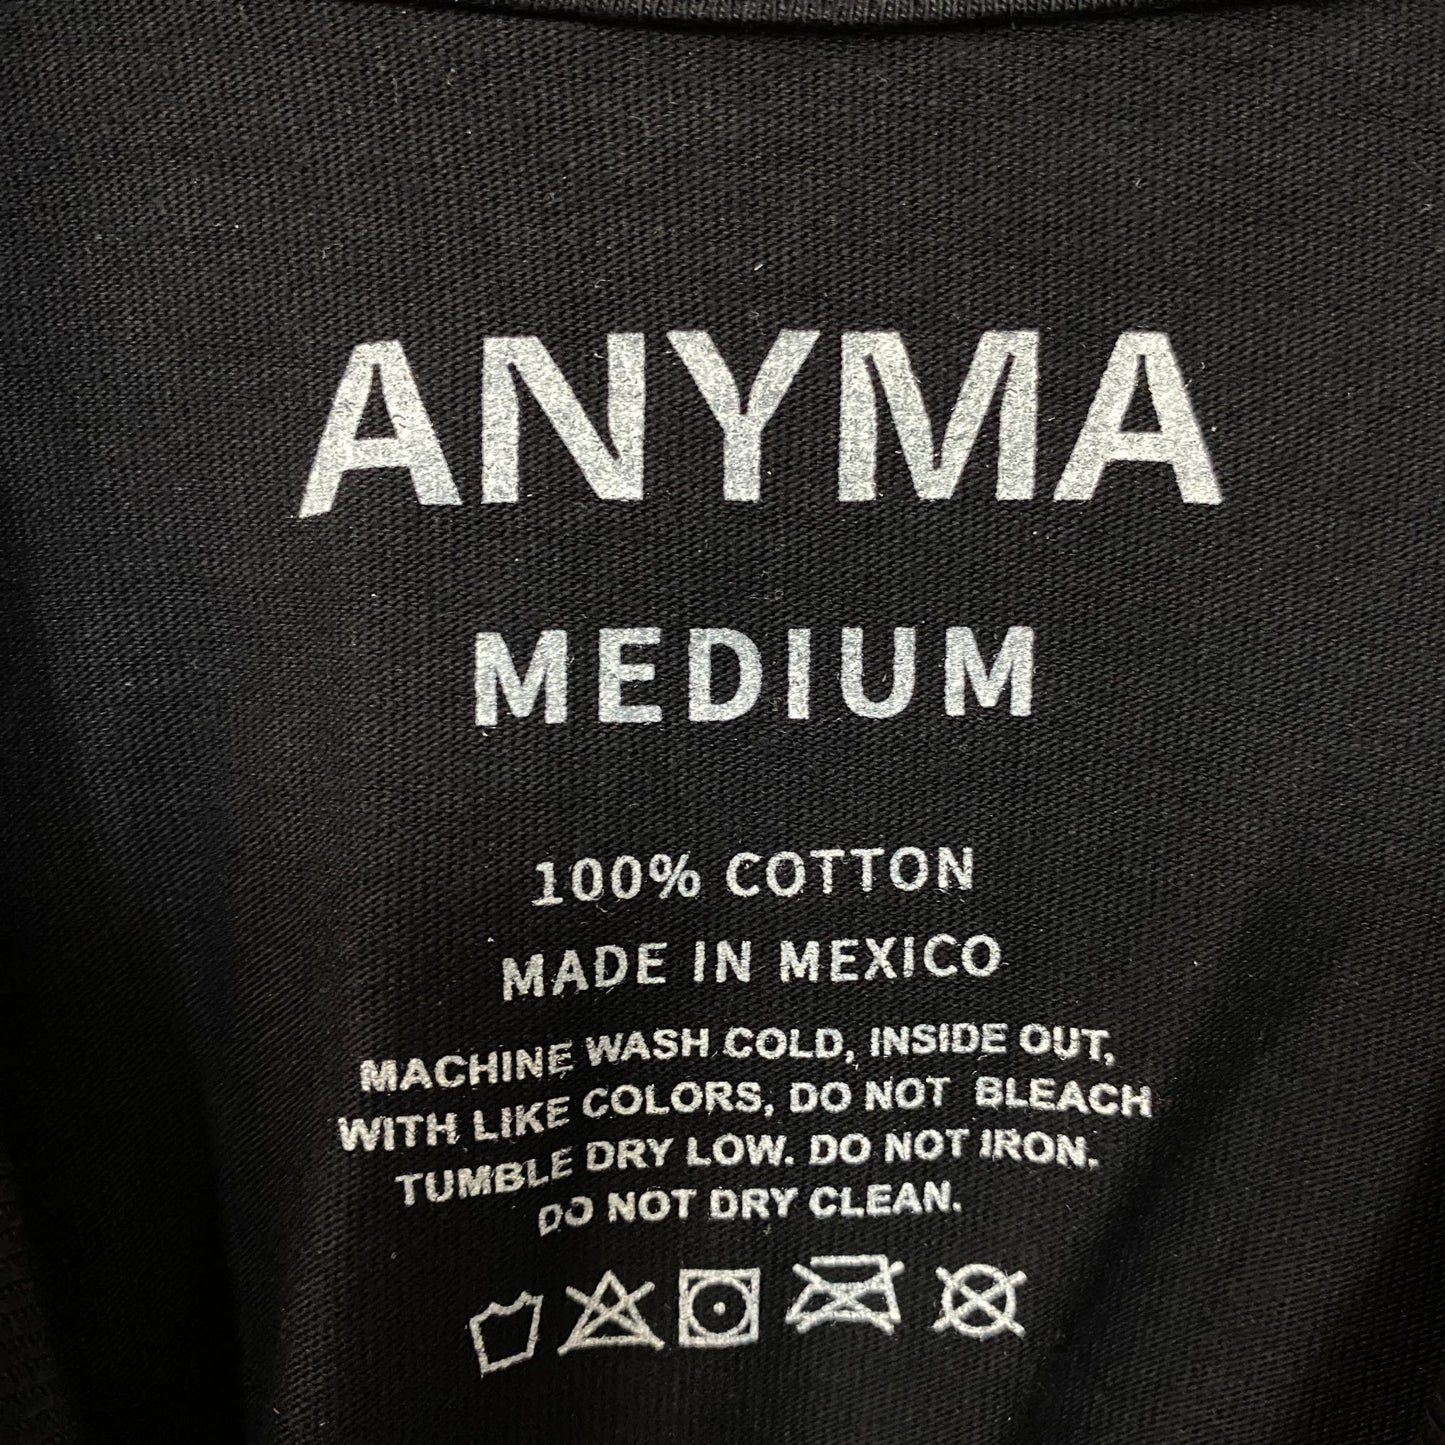 ANYMA
MEDIUM
100% COTTON
MADE IN MEXICO
MACHINE WASH COLD, INSIDE OUT,
WITH LIKE COLORS, DO NOT BLEACH
TUMBLE DRY LOW. DO NOT IRON.
DO NOT DRY CLEAN.